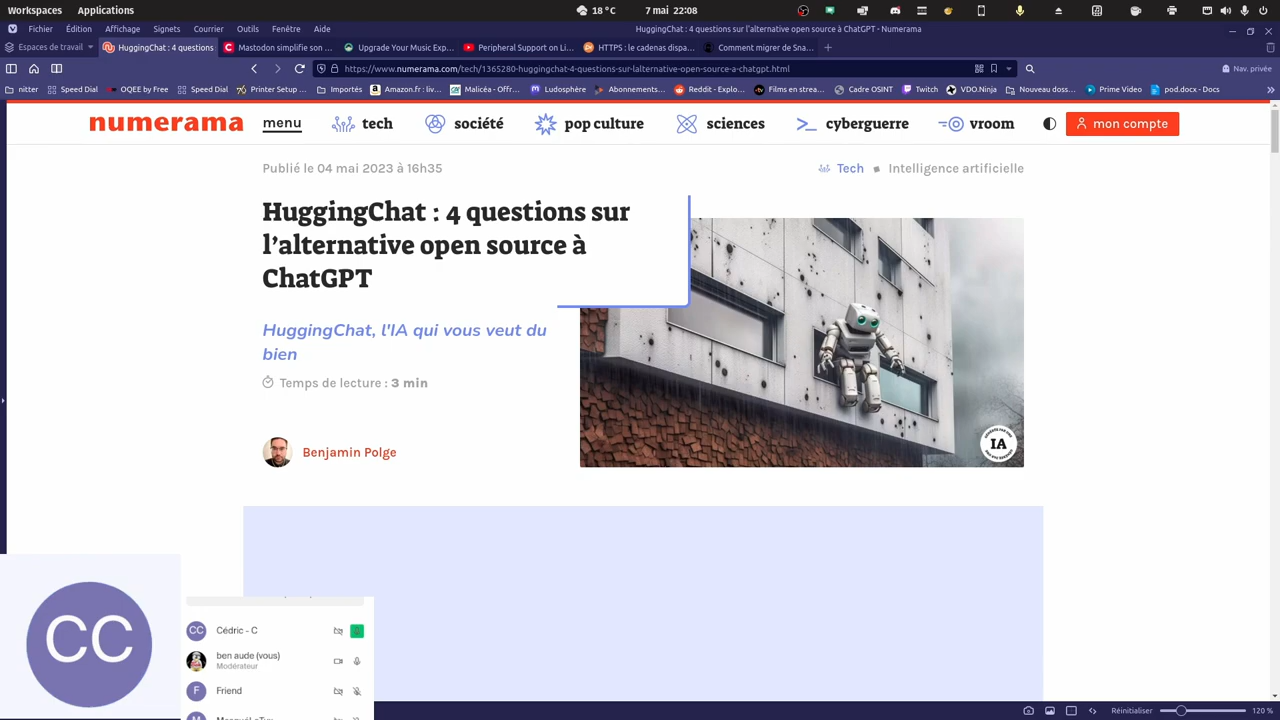 Workspaces
Applications
7 mai 22:08
Fichier Édition Affichage Signets Courrier Outils Fenêtre Aide
HuggingChat : 4 questions sur l'alternative open source à ChatGPT - Numerama
Espaces de travail
HuggingChat : 4 questions
Mastodon simplifie son ...
Upgrade Your Music Exp...
Peripheral Support on Li...
HTTPS : le cadenas dispa...
Comment migrer de Sna...
https://www.numerama.com/tech/1365280-huggingchat-4-questions-sur-lalternative-open-source-a-chatgpt.html
Nav. privée
nitter
Speed Dial
OQEE by Free
Speed Dial
Printer Setup ...
Importés
Amazon.fr : livr...
Malicéa - Offr...
Ludosphère
Abonnements...
Reddit - Explo...
Films en strea...
Cadre OSINT
Twitch
VDO.Ninja
Nouveau doss...
Prime Video
pod.docx - Docs
numerama
menu
tech
société
pop culture
sciences
cyberguerre
vroom
mon compte
Publié le 04 mai 2023 à 16h35
Tech
Intelligence artificielle
HuggingChat : 4 questions sur
l'alternative open source à
ChatGPT
HuggingChat, l'IA qui vous veut du
bien
Temps de lecture : 3 min
Benjamin Polge
IA
CC
CC
Cédric - C
ben aude (vous)
Modérateur
F
Friend
Réinitialiser
120 %